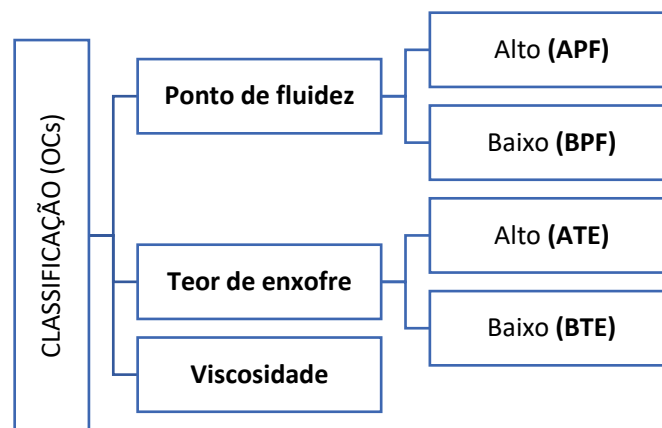 CLASSIFICAÇÃO (OCs)
Ponto de fluidez
Alto (APF)
Baixo (BPF)
Teor de enxofre
Alto (ATE)
Baixo (BTE)
Viscosidade